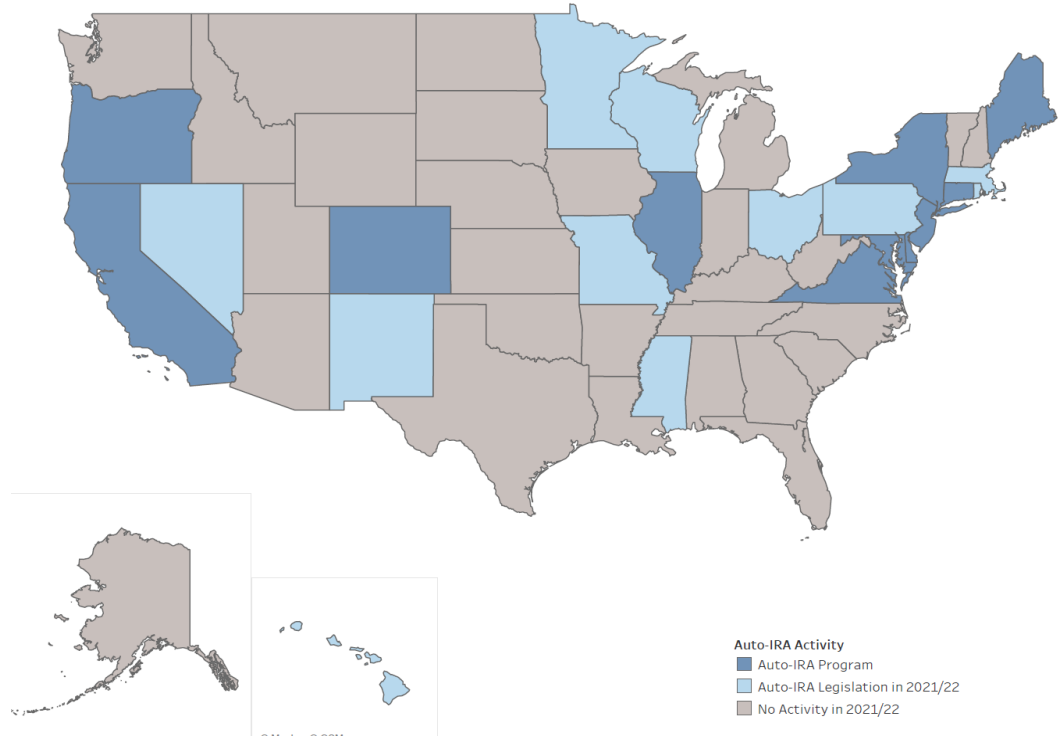 Auto-IRA Activity
Auto-IRA Program
Auto-IRA Legislation in 2021/22
No Activity in 2021/22